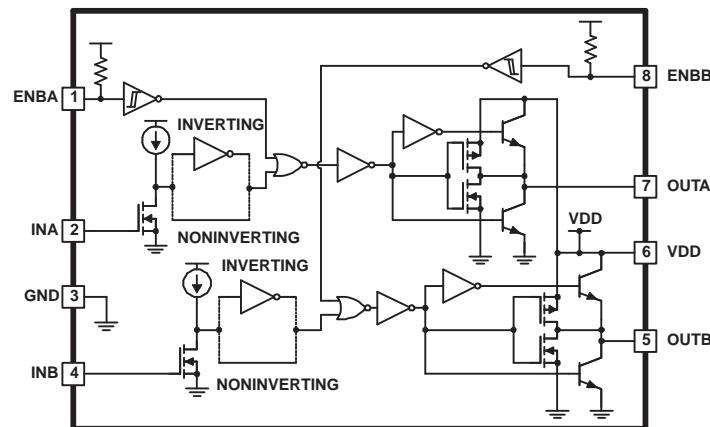 ENBA 1
8 ENBB
INVERTING
7 OUTA
INA 2
VDD
NONINVERTING
6 VDD
INVERTING
GND 3
5 OUTB
INB 4
NONINVERTING